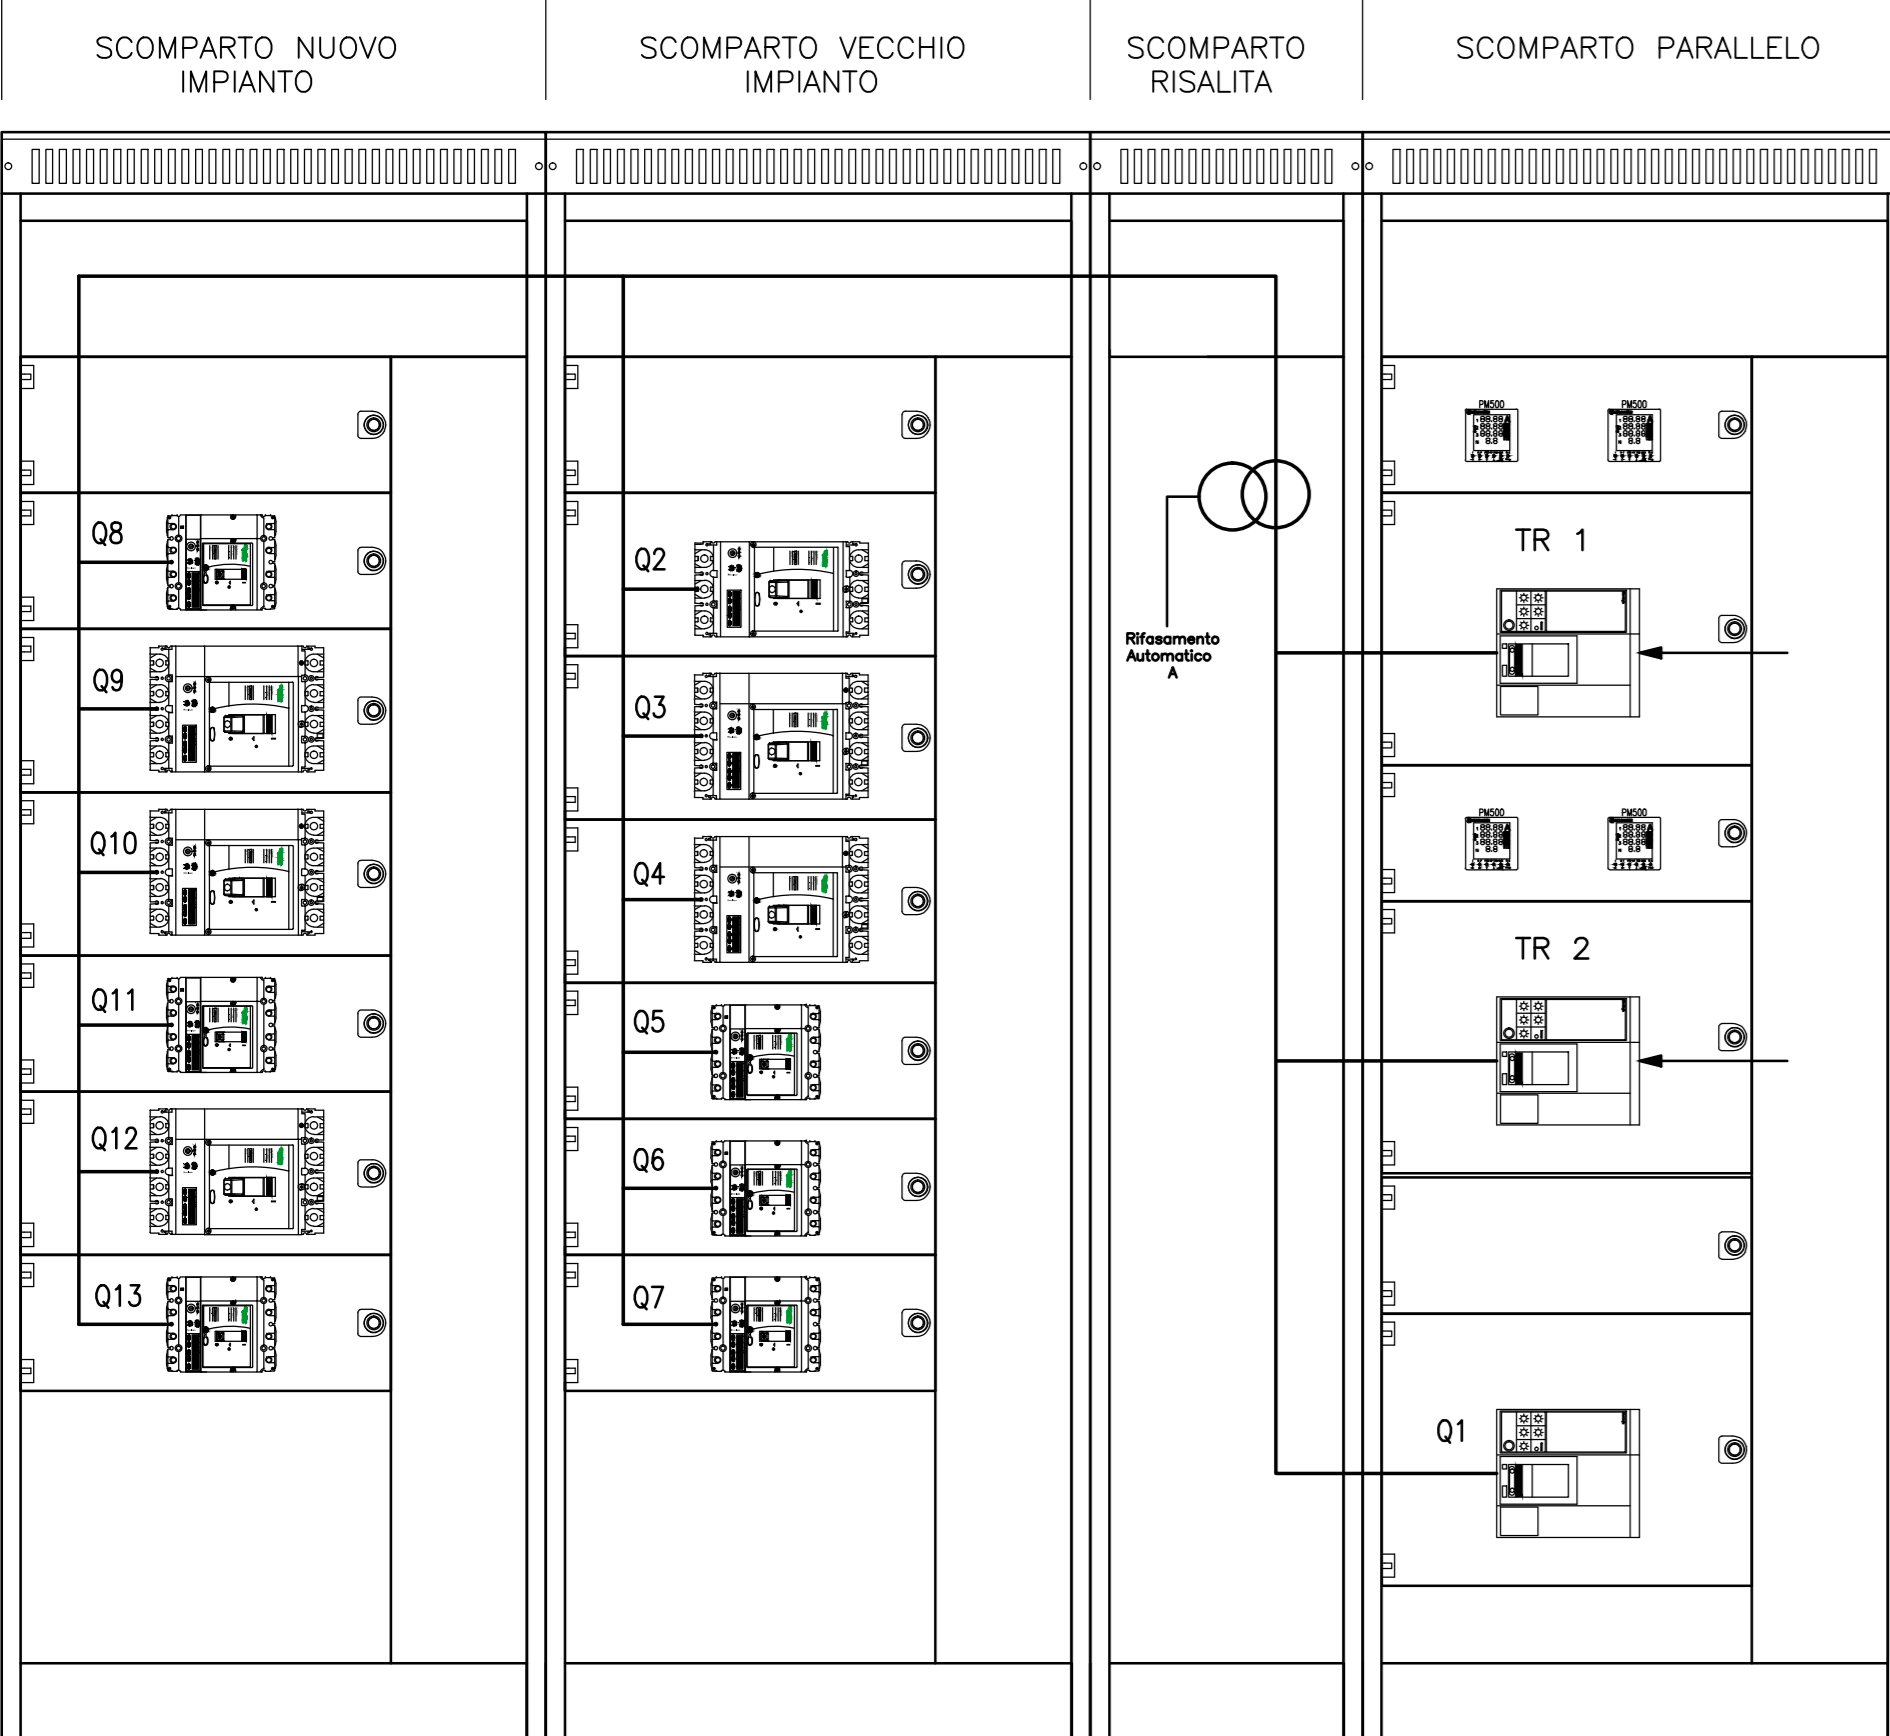 SCOMPARTO NUOVO
IMPIANTO
SCOMPARTO VECCHIO
IMPIANTO
SCOMPARTO
RISALITA
SCOMPARTO PARALLELO
PM500
PM500
Q8
Q2
TR 1
Rifasamento
Automatico
A
Q9
Q3
Q10
Q4
PM500
PM500
TR 2
Q11
Q5
Q12
Q6
Q13
Q7
Q1